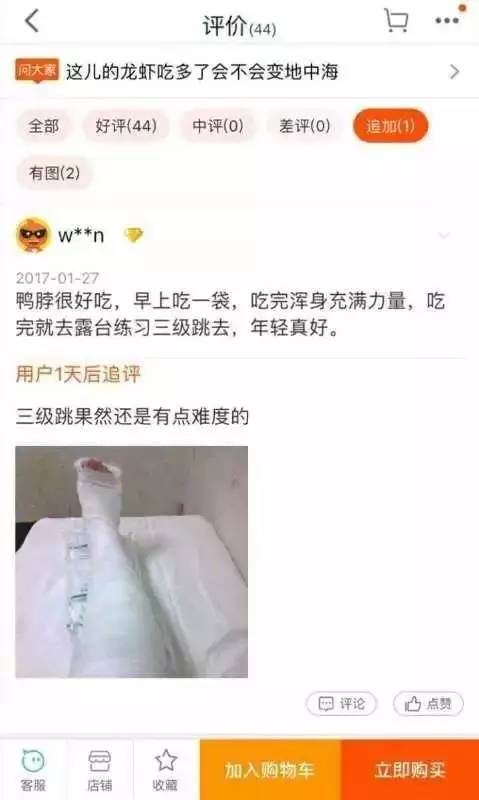 评价(44)
问大家 这儿的龙虾吃多了会不会变地中海
全部 好评(44) 中评(0) 差评(0) 追加(1)
有图(2)
w**n
2017-01-27
鸭脖很好吃，早上吃一袋，吃完浑身充满力量，吃
完就去露台练习三级跳去，年轻真好。
用户1天后追评
三级跳果然还是有点难度的
评论 点赞
客服 店铺 收藏 加入购物车 立即购买